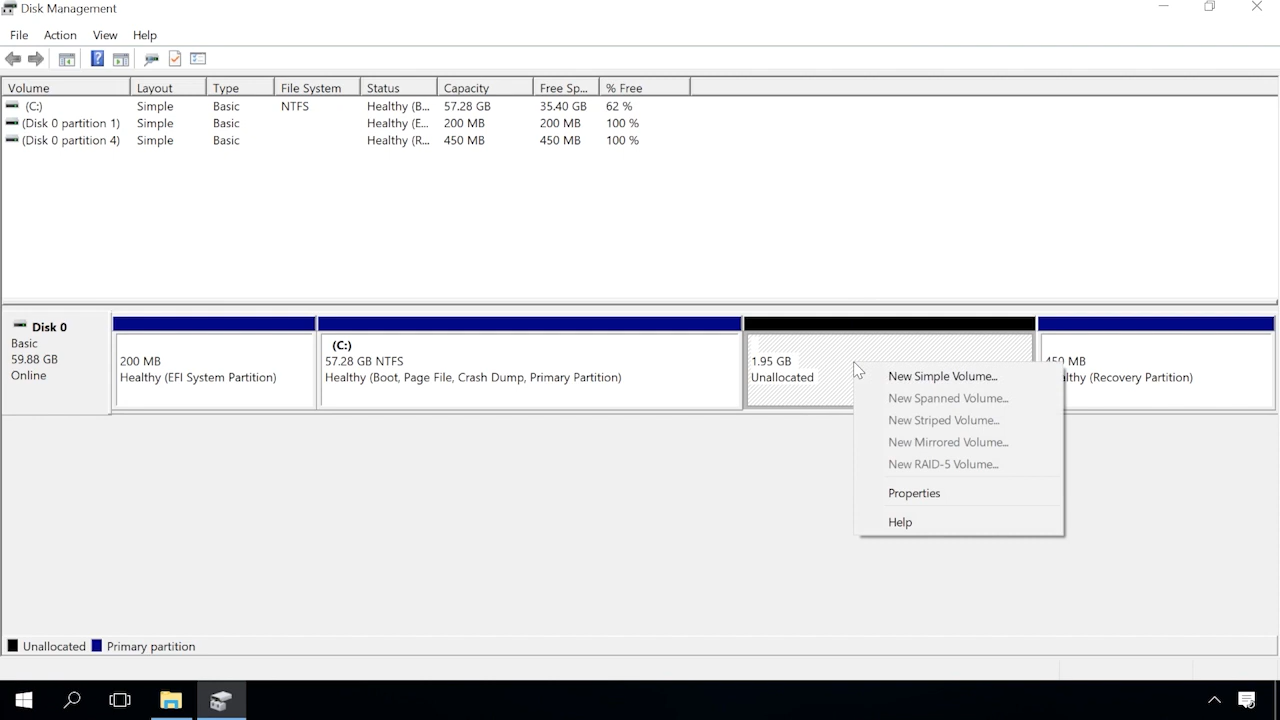 Disk Management
File Action View Help
Volume Layout Type File System Status Capacity Free Sp... % Free
(C:) Simple Basic NTFS Healthy (B... 57.28 GB 35.40 GB 62 %
(Disk 0 partition 1) Simple Basic Healthy (E... 200 MB 200 MB 100 %
(Disk 0 partition 4) Simple Basic Healthy (R... 450 MB 450 MB 100 %
Disk 0
Basic
59.88 GB
Online
200 MB
Healthy (EFI System Partition)
(C:)
57.28 GB NTFS
Healthy (Boot, Page File, Crash Dump, Primary Partition)
1.95 GB
Unallocated
450 MB
lthy (Recovery Partition)
New Simple Volume...
New Spanned Volume...
New Striped Volume...
New Mirrored Volume...
New RAID-5 Volume...
Properties
Help
Unallocated Primary partition